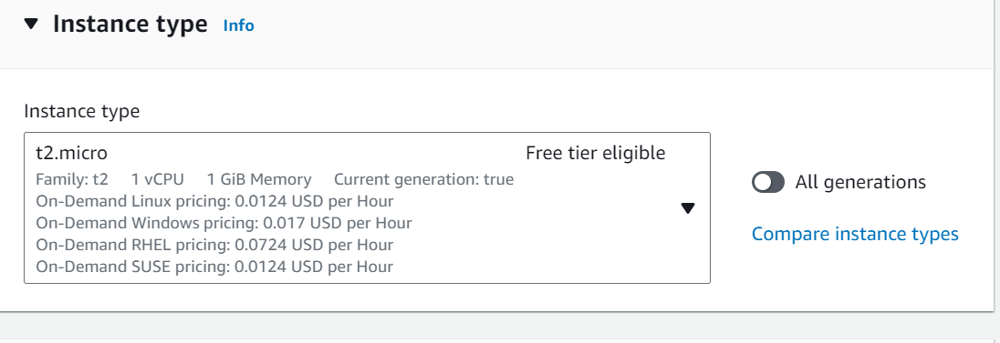 Instance type Info
Instance type
t2.micro Free tier eligible
Family: t2 1 vCPU 1 GiB Memory Current generation: true
On-Demand Linux pricing: 0.0124 USD per Hour
On-Demand Windows pricing: 0.017 USD per Hour
On-Demand RHEL pricing: 0.0724 USD per Hour
On-Demand SUSE pricing: 0.0124 USD per Hour
All generations
Compare instance types